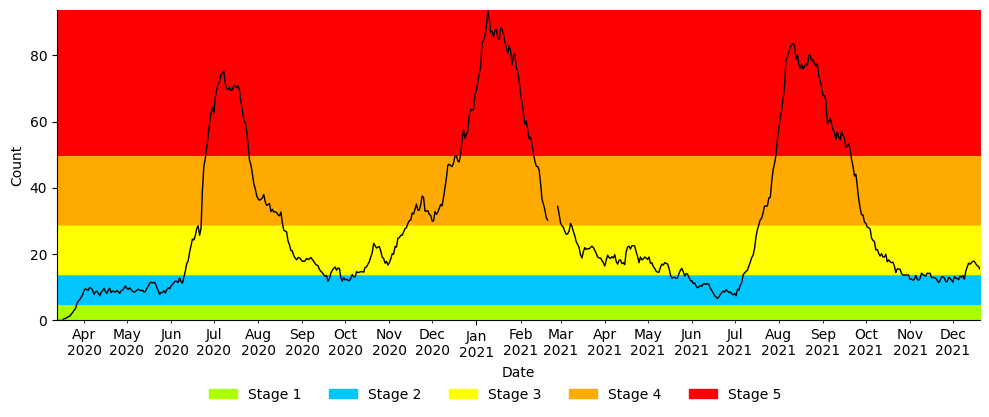 Count
80
60
40
20
0
Apr May Jun Jul Aug Sep Oct Nov Dec Jan Feb Mar Apr May Jun Jul Aug Sep Oct Nov Dec
2020 2020 2020 2020 2020 2020 2020 2020 2020 2021 2021 2021 2021 2021 2021 2021 2021 2021 2021 2021 2021
Date
Stage 1 Stage 2 Stage 3 Stage 4 Stage 5